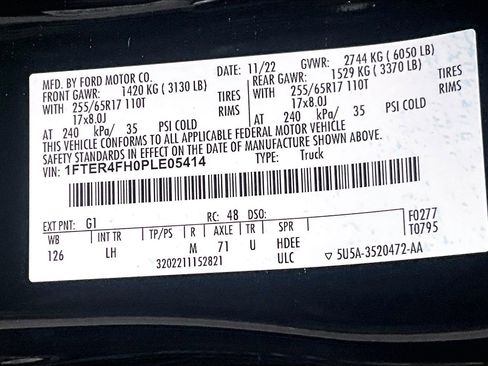 MFD. BY FORD MOTOR CO. DATE: 11/22 GVWR: 2744 KG (6050 LB)
FRONT GAWR: 1420 KG (3130 LB) REAR GAWR: 1529 KG (3370 LB)
WITH 255/65R17 110T TIRES WITH 255/65R17 110T TIRES
17x8.0J RIMS 17x8.0J RIMS
AT 240 kPa/ 35 PSI COLD AT 240 kPa/ 35 PSI COLD
THIS VEHICLE CONFORMS TO ALL APPLICABLE FEDERAL MOTOR VEHICLE
SAFETY STANDARDS IN EFFECT ON THE DATE OF MANUFACTURE SHOWN ABOVE.
VIN: 1FTER4FH0PLE05414 TYPE: Truck
EXT PNT: G1 RC: 48 DSO: F0277
WB INT TR TP/PS R AXLE TR SPR T0795
126 LH M 71 U HDEE
3202211152821 ULC ▽ 5U5A-3520472-AA